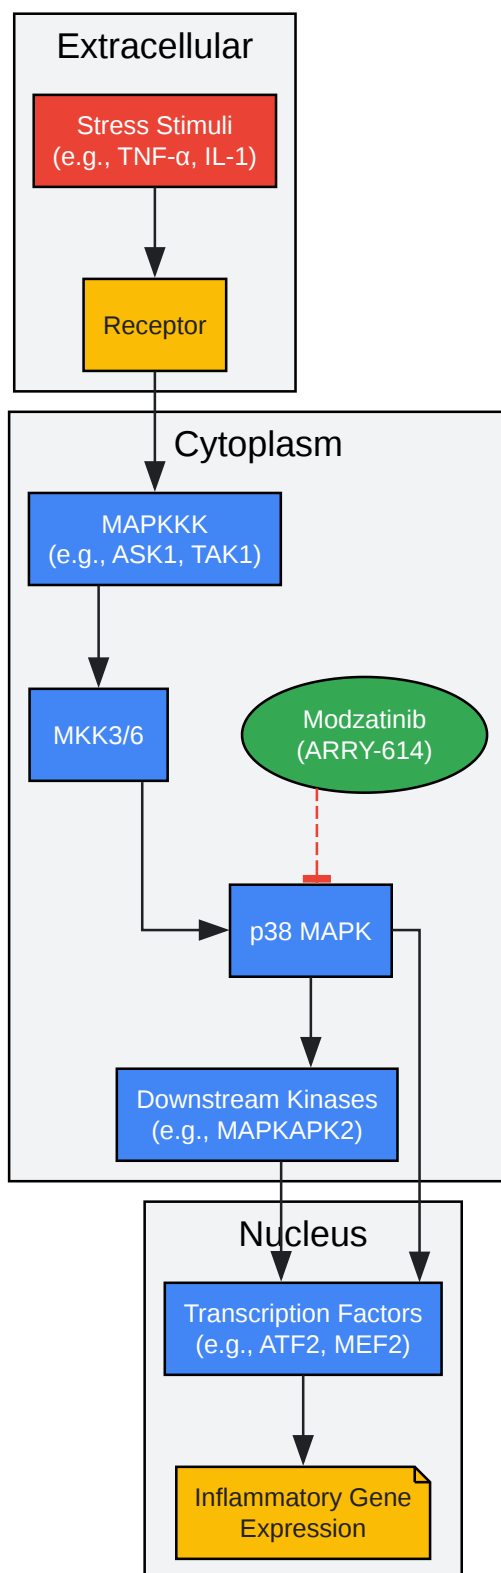 Extracellular
Stress Stimuli
(e.g., TNF-α, IL-1)
Receptor
Cytoplasm
MAPKKK
(e.g., ASK1, TAK1)
MKK3/6
Modzatinib
(ARRY-614)
p38 MAPK
Downstream Kinases
(e.g., MAPKAPK2)
Nucleus
Transcription Factors
(e.g., ATF2, MEF2)
Inflammatory Gene
Expression